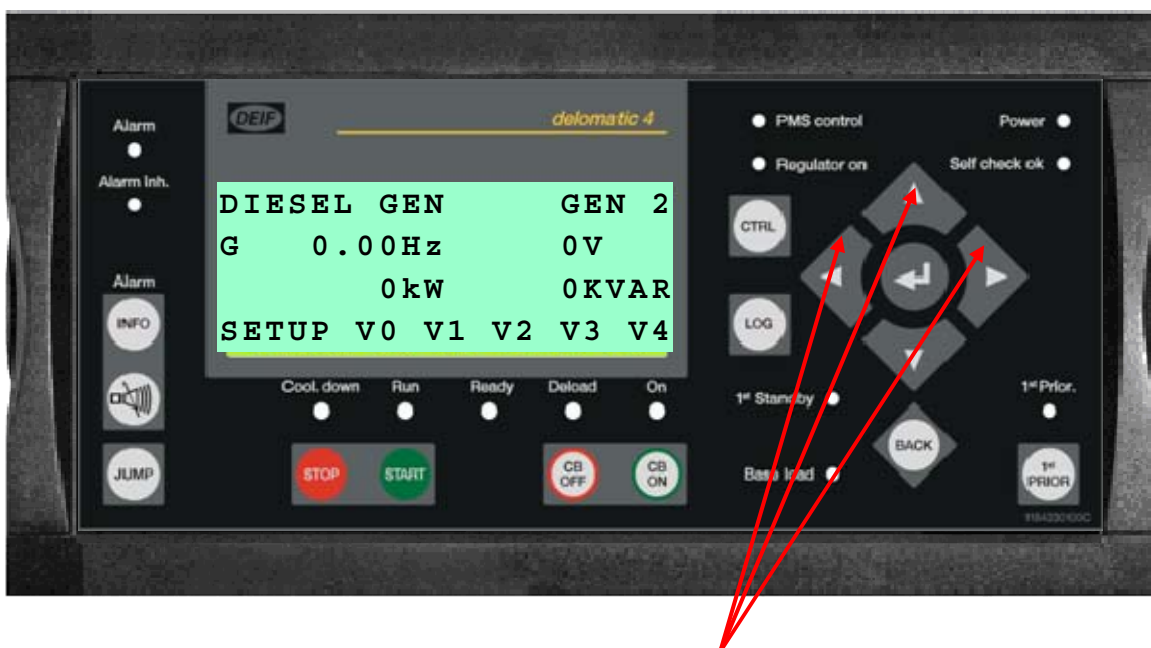 Alarm
Alarm Inh.
DEIF
delomatic 4
PMS control
Power
Regulator on
Self check ok
DIESEL GEN GEN 2
G 0.00Hz 0V
0kW 0KVAR
SETUP V0 V1 V2 V3 V4
CTRL
LOG
Alarm
INFO
JUMP
Cool. down Run Ready Deload On
STOP
START
CB
OFF
CB
ON
1st Standby
Base load
BACK
1st Prior.
1st
PRIOR